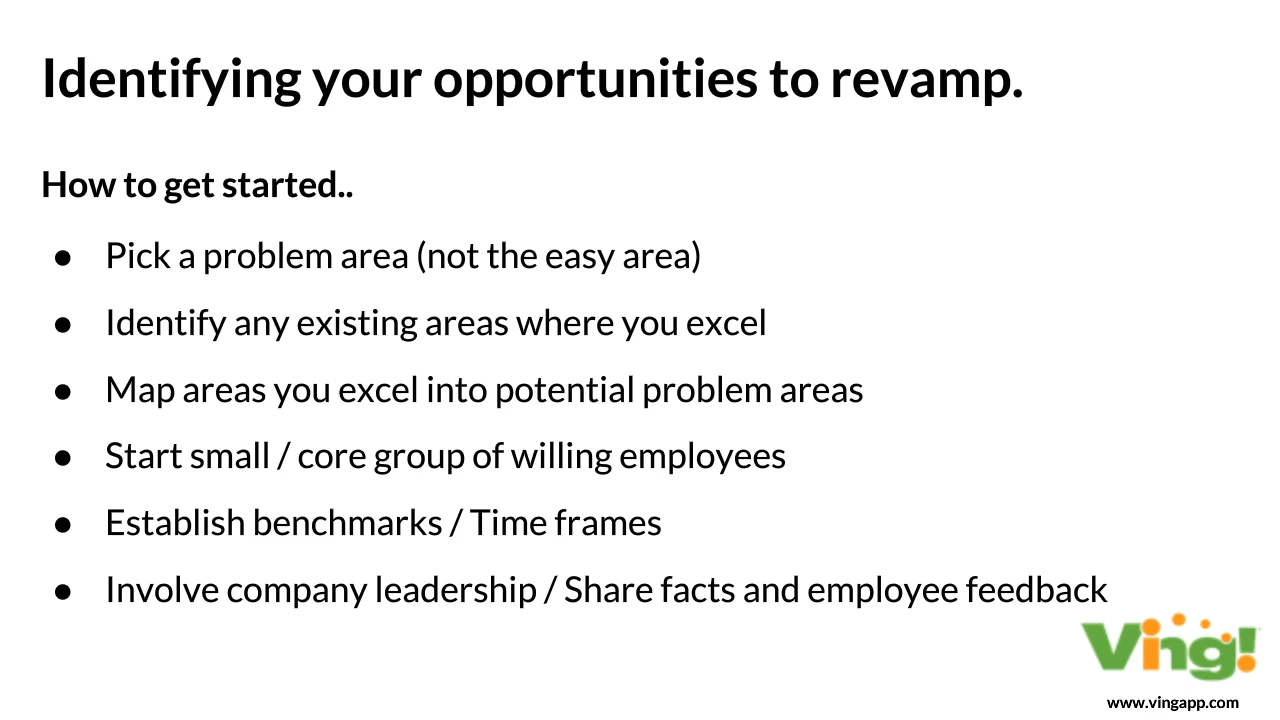 Identifying your opportunities to revamp.
How to get started..
● Pick a problem area (not the easy area)
● Identify any existing areas where you excel
● Map areas you excel into potential problem areas
● Start small / core group of willing employees
● Establish benchmarks / Time frames
● Involve company leadership / Share facts and employee feedback
Ving!
www.vingapp.com